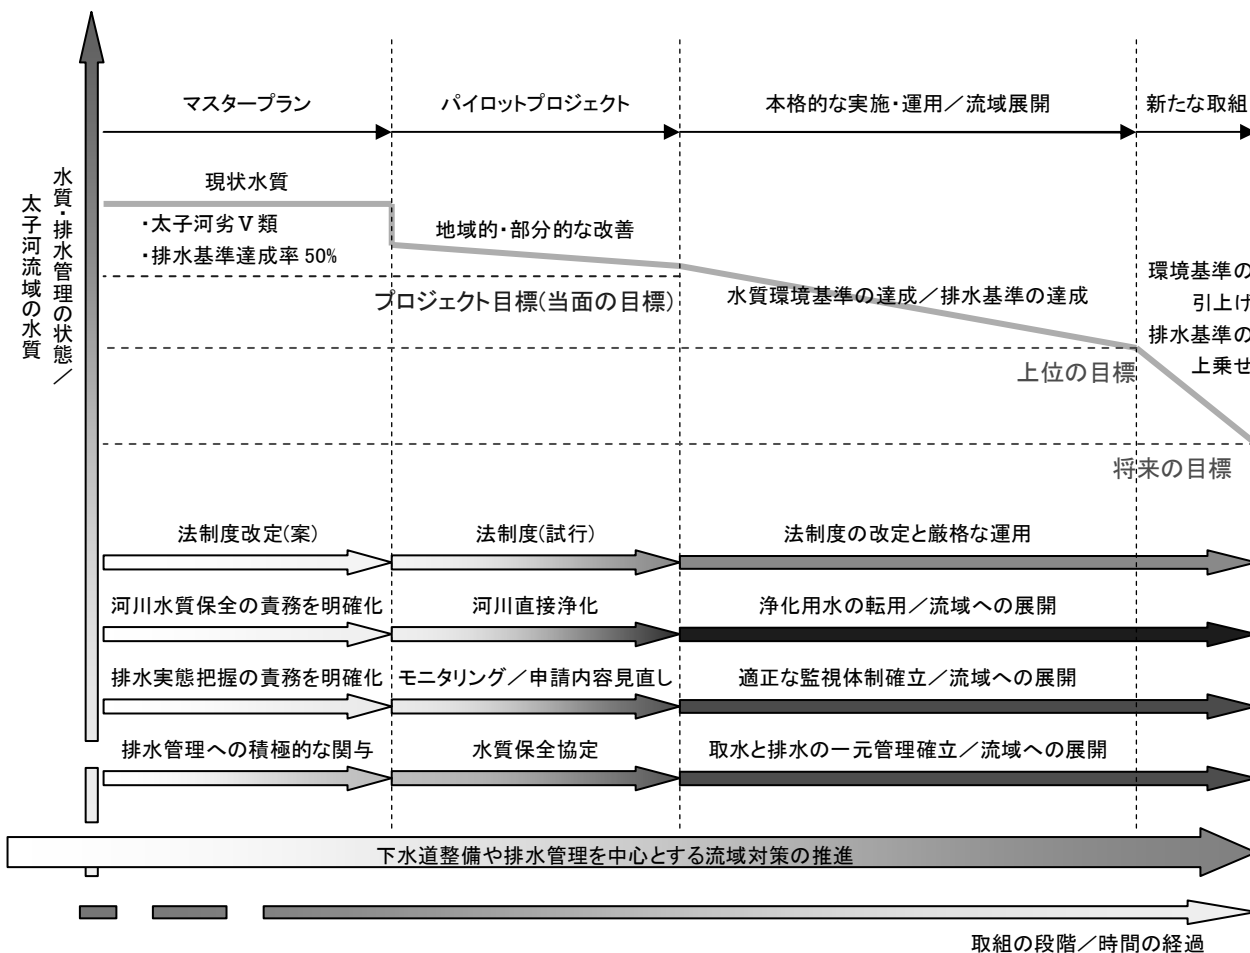 マスタープラン
パイロットプロジェクト
本格的な実施・運用／流域展開
新たな取組
水質・排水管理の状態／
太子河流域の水質
現状水質
・太子河劣Ⅴ類
・排水基準達成率 50%
地域的・部分的な改善
プロジェクト目標(当面の目標)
水質環境基準の達成／排水基準の達成
環境基準の
引上げ
排水基準の
上乗せ
上位の目標
将来の目標
法制度改定(案)
法制度(試行)
法制度の改定と厳格な運用
河川水質保全の責務を明確化
河川直接浄化
浄化用水の転用／流域への展開
排水実態把握の責務を明確化
モニタリング／申請内容見直し
適正な監視体制確立／流域への展開
排水管理への積極的な関与
水質保全協定
取水と排水の一元管理確立／流域への展開
下水道整備や排水管理を中心とする流域対策の推進
取組の段階／時間の経過